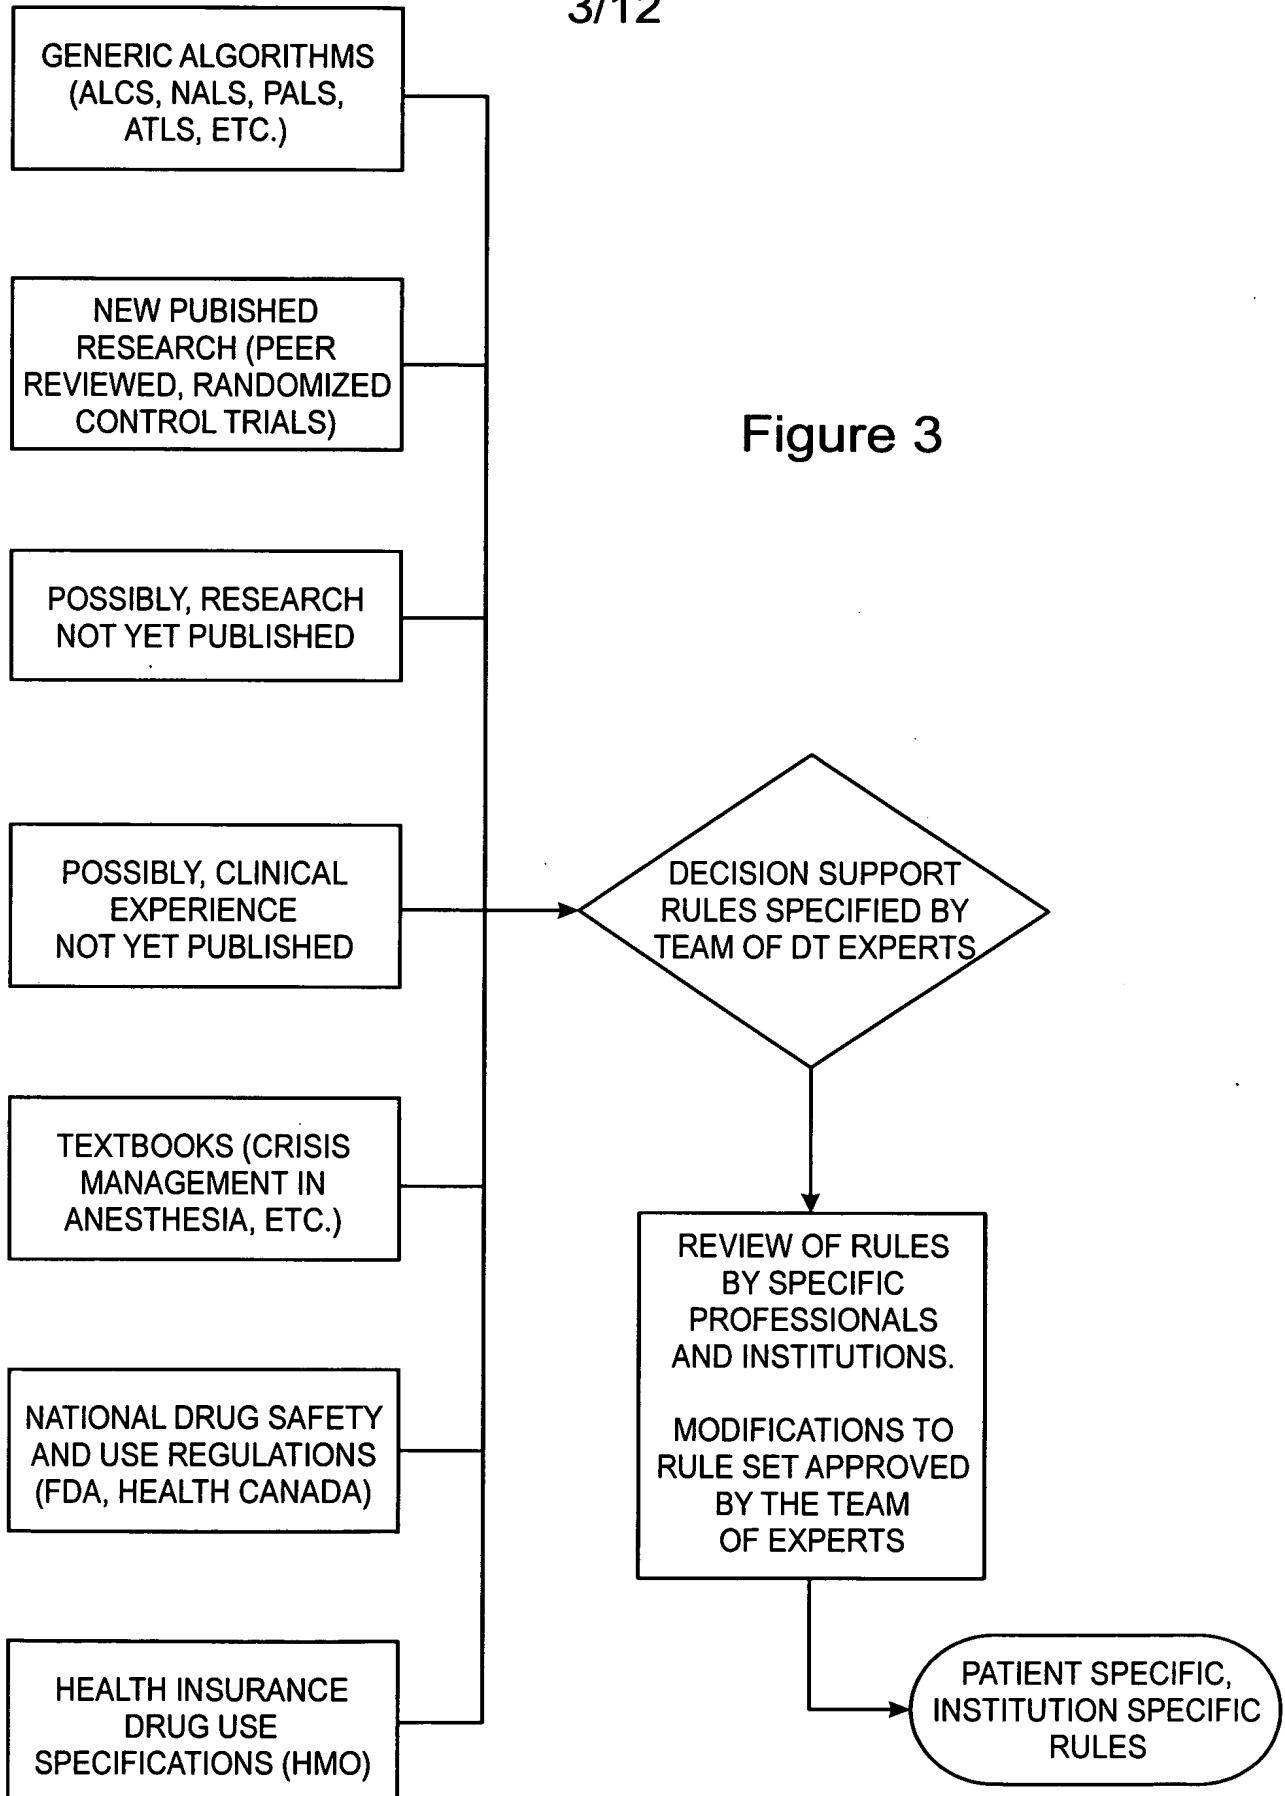 3/12
GENERIC ALGORITHMS
(ALCS, NALS, PALS,
ATLS, ETC.)
NEW PUBISHED
RESEARCH (PEER
REVIEWED, RANDOMIZED
CONTROL TRIALS)
Figure 3
POSSIBLY, RESEARCH
NOT YET PUBLISHED
POSSIBLY, CLINICAL
EXPERIENCE
NOT YET PUBLISHED
DECISION SUPPORT
RULES SPECIFIED BY
TEAM OF DT EXPERTS
TEXTBOOKS (CRISIS
MANAGEMENT IN
ANESTHESIA, ETC.)
REVIEW OF RULES
BY SPECIFIC
PROFESSIONALS
AND INSTITUTIONS.
MODIFICATIONS TO
RULE SET APPROVED
BY THE TEAM
OF EXPERTS
NATIONAL DRUG SAFETY
AND USE REGULATIONS
(FDA, HEALTH CANADA)
HEALTH INSURANCE
DRUG USE
SPECIFICATIONS (HMO)
PATIENT SPECIFIC,
INSTITUTION SPECIFIC
RULES